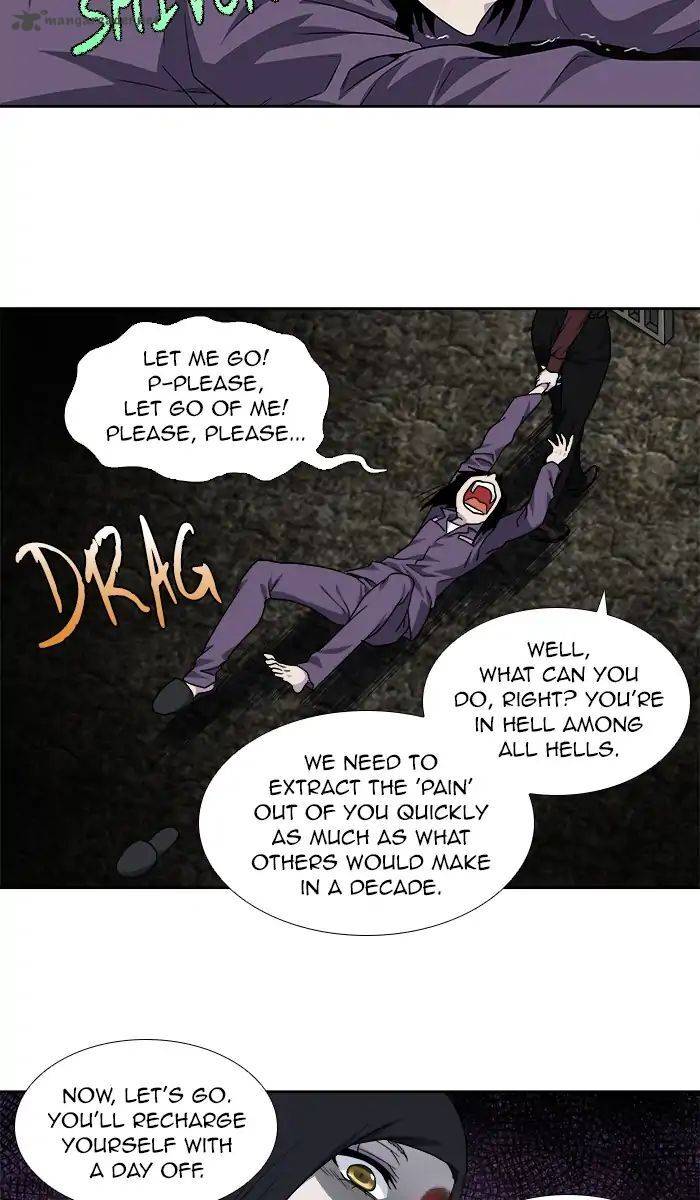 LET ME GO!
P-PLEASE,
LET GO OF ME!
PLEASE, PLEASE...
DRAG
WELL,
WHAT CAN YOU
DO, RIGHT? YOU'RE
IN HELL AMONG
ALL HELLS.
WE NEED TO
EXTRACT THE 'PAIN'
OUT OF YOU QUICKLY
AS MUCH AS WHAT
OTHERS WOULD MAKE
IN A DECADE.
NOW, LET'S GO.
YOU'LL RECHARGE
YOURSELF WITH
A DAY OFF.